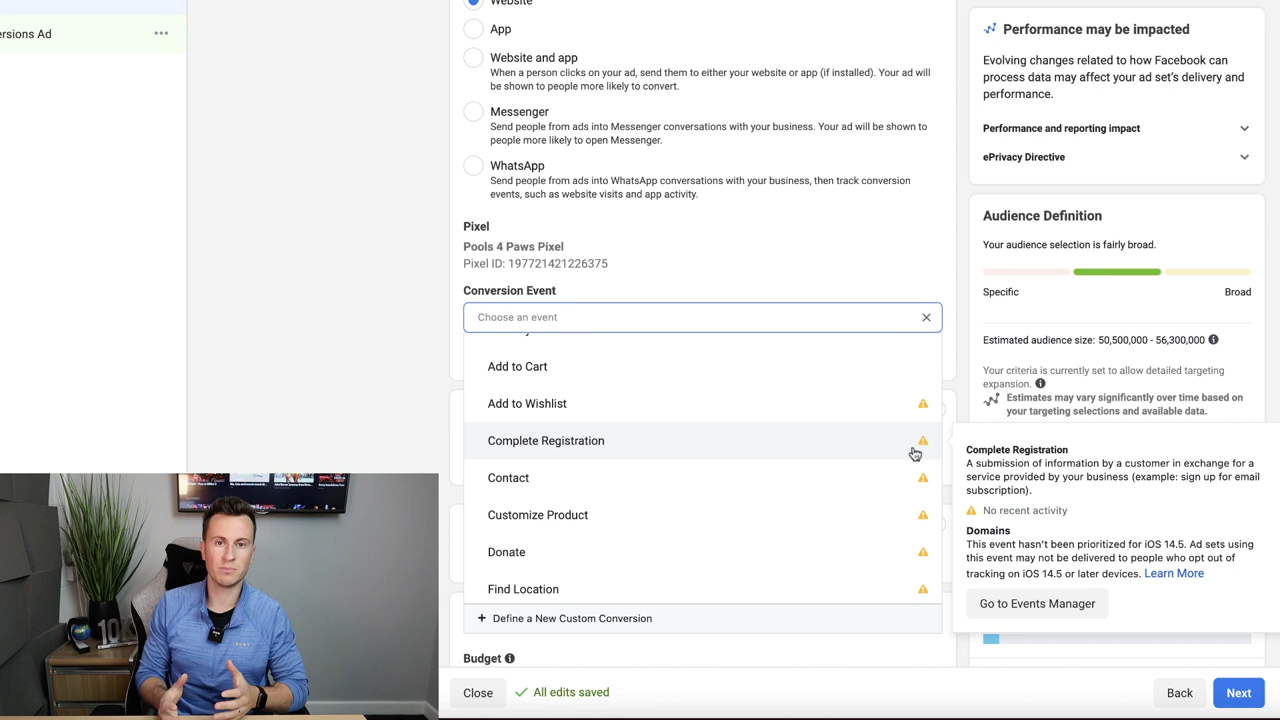 ersions Ad
Website
App
Website and app
When a person clicks on your ad, send them to either your website or app (if installed). Your ad will
be shown to people more likely to convert.
Messenger
Send people from ads into Messenger conversations with your business. Your ad will be shown to
people more likely to open Messenger.
WhatsApp
Send people from ads into WhatsApp conversations with your business, then track conversion
events, such as website visits and app activity.
Pixel
Pools 4 Paws Pixel
Pixel ID: 197721421226375
Conversion Event
Choose an event
Add to Cart
Add to Wishlist
Complete Registration
Contact
Customize Product
Donate
Find Location
+ Define a New Custom Conversion
Budget
Close
All edits saved
Back
Next
Performance may be impacted
Evolving changes related to how Facebook can
process data may affect your ad set's delivery and
performance.
Performance and reporting impact
ePrivacy Directive
Audience Definition
Your audience selection is fairly broad.
Specific
Broad
Estimated audience size: 50,500,000 - 56,300,000
Your criteria is currently set to allow detailed targeting
expansion.
Estimates may vary significantly over time based on
your targeting selections and available data.
Complete Registration
A submission of information by a customer in exchange for a
service provided by your business (example: sign up for email
subscription).
No recent activity
Domains
This event hasn't been prioritized for iOS 14.5. Ad sets using
this event may not be delivered to people who opt out of
tracking on iOS 14.5 or later devices. Learn More
Go to Events Manager